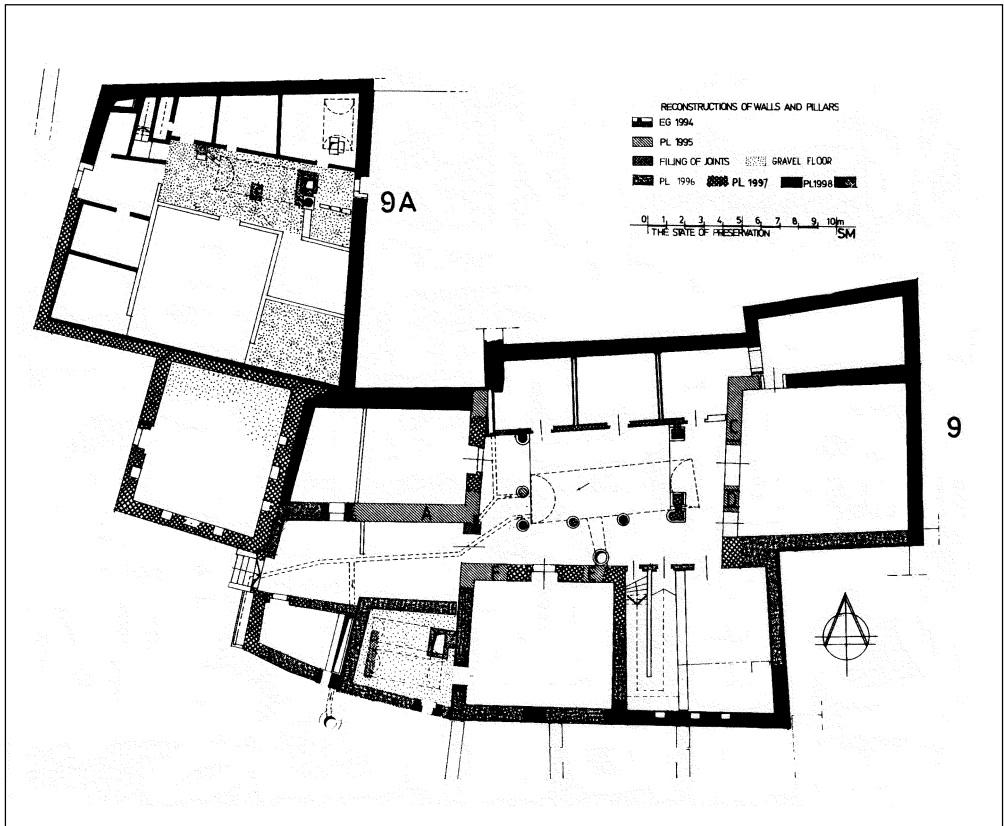 RECONSTRUCTIONS OF WALLS AND PILLARS
EG 1994
PL 1995
FILING OF JOINTS GRAVEL FLOOR
PL 1996 PL 1997 PL1998
0 1 2 3 4 5 6 7 8 9 10m
THE STATE OF PRESERVATION SM
9A
9
C
D
A
F
E